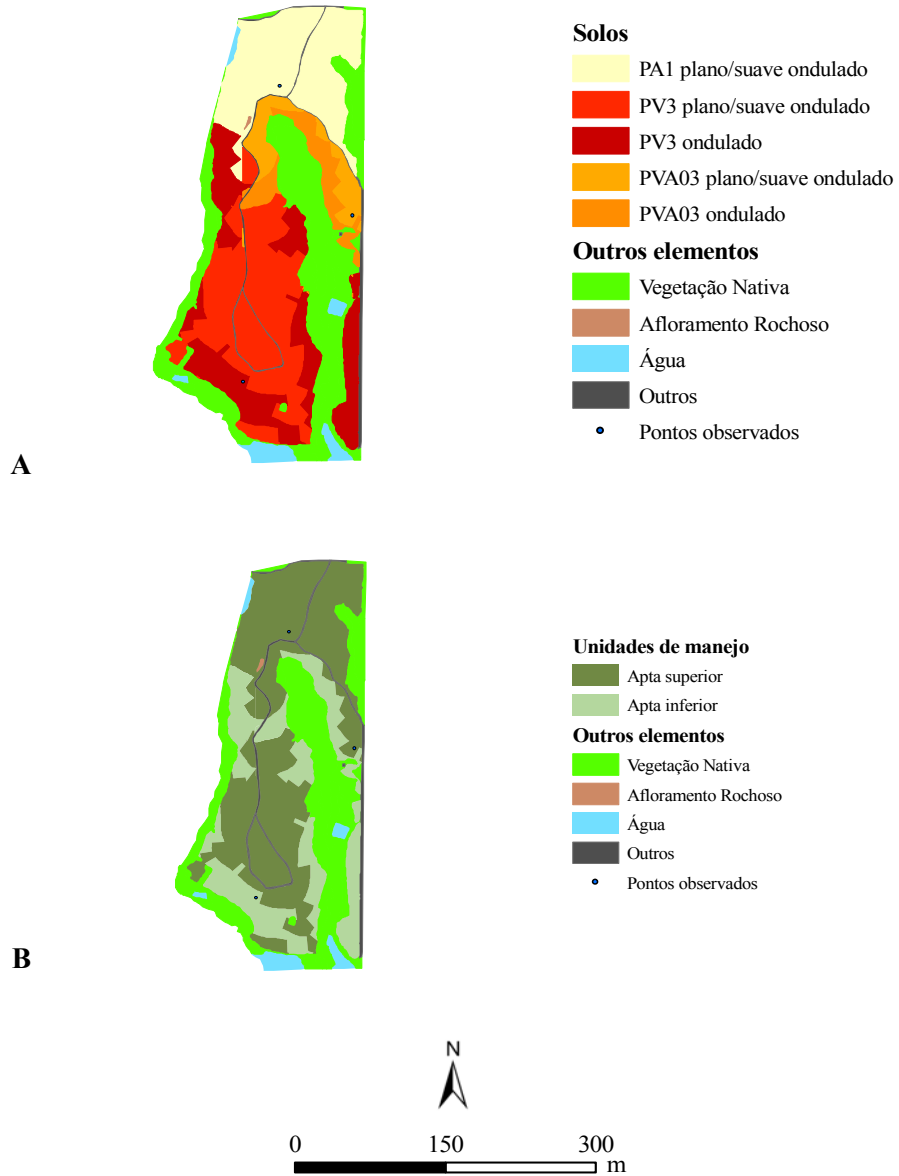 Solos
PA1 plano/suave ondulado
PV3 plano/suave ondulado
PV3 ondulado
PVA03 plano/suave ondulado
PVA03 ondulado
Outros elementos
Vegetação Nativa
Afloramento Rochoso
Água
Outros
Pontos observados
A
Unidades de manejo
Apta superior
Apta inferior
Outros elementos
Vegetação Nativa
Afloramento Rochoso
Água
Outros
Pontos observados
B
N
0 150 300
m